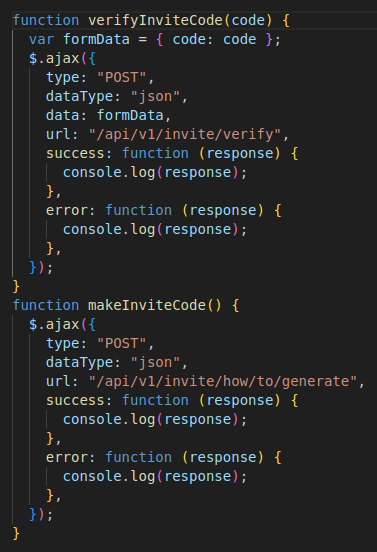 function verifyInviteCode(code) {
  var formData = { code: code };
  $.ajax({
    type: "POST",
    dataType: "json",
    data: formData,
    url: "/api/v1/invite/verify",
    success: function (response) {
      console.log(response);
    },
    error: function (response) {
      console.log(response);
    },
  });
}
function makeInviteCode() {
  $.ajax({
    type: "POST",
    dataType: "json",
    url: "/api/v1/invite/how/to/generate",
    success: function (response) {
      console.log(response);
    },
    error: function (response) {
      console.log(response);
    },
  });
}